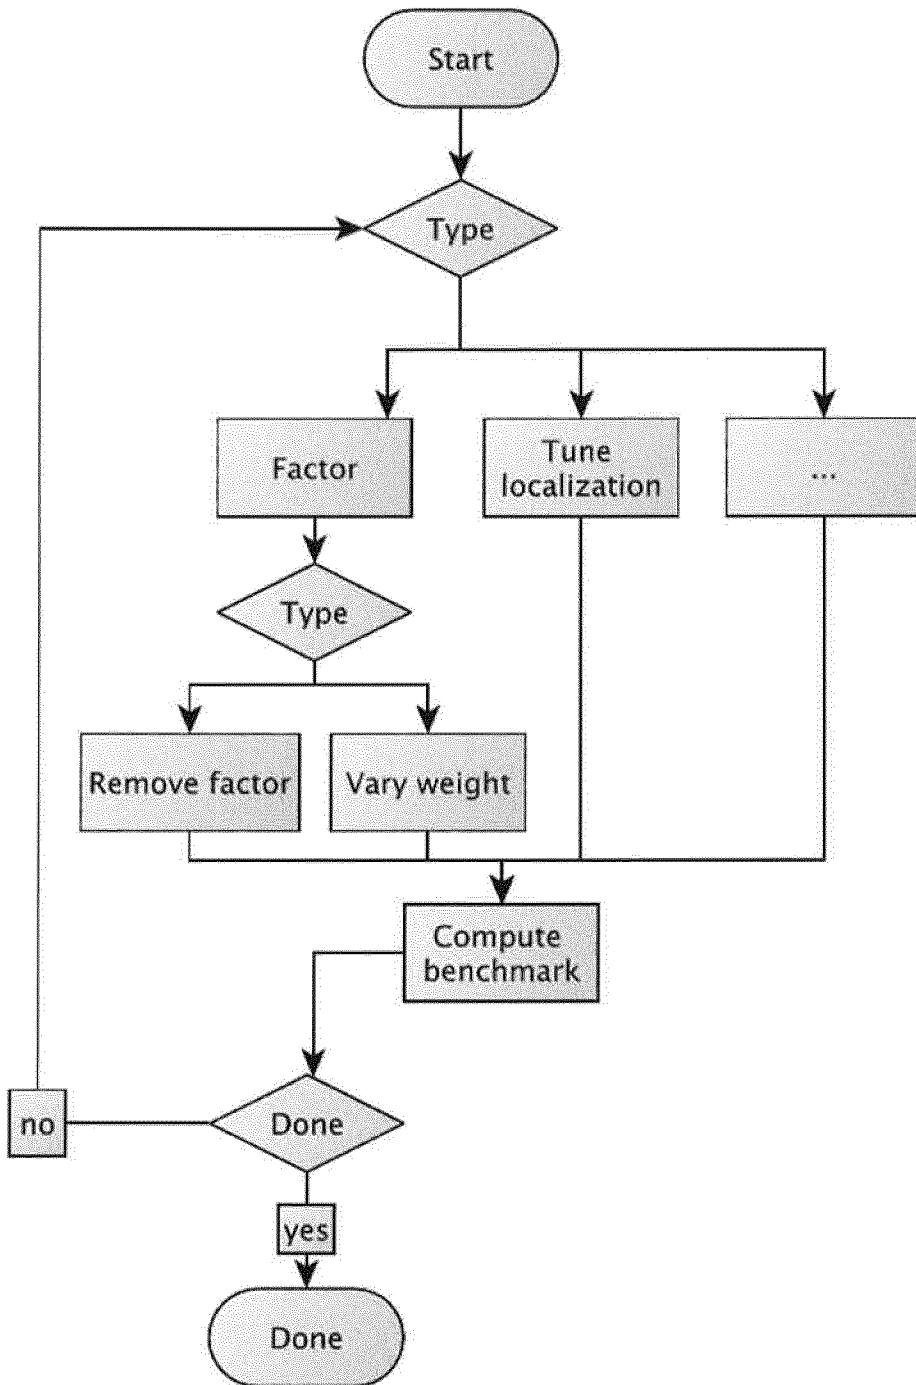 Start
Type
Factor
Tune
localization
...
Type
Remove factor
Vary weight
Compute
benchmark
Done
no
yes
Done